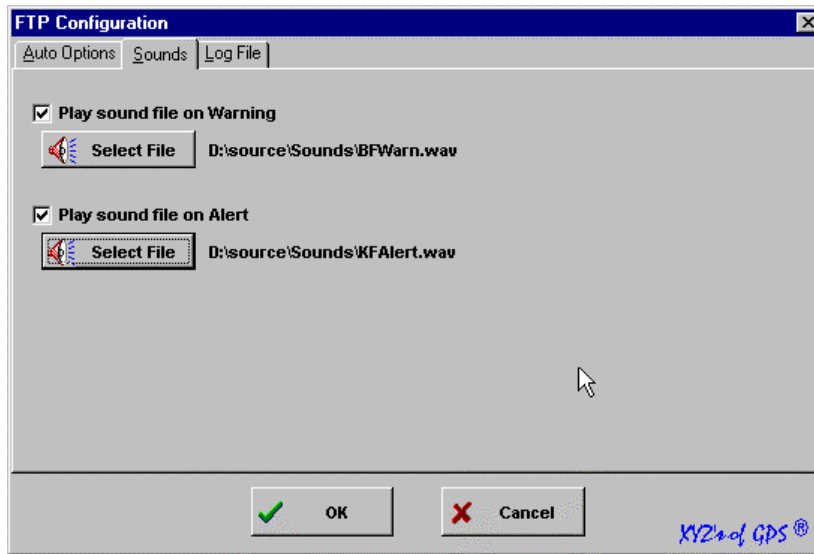 FTP Configuration
Auto Options Sounds Log File
Play sound file on Warning
Select File D:\source\Sounds\BFWarn.wav
Play sound file on Alert
Select File D:\source\Sounds\KFAlert.wav
OK Cancel
XYZ's of GPS ®